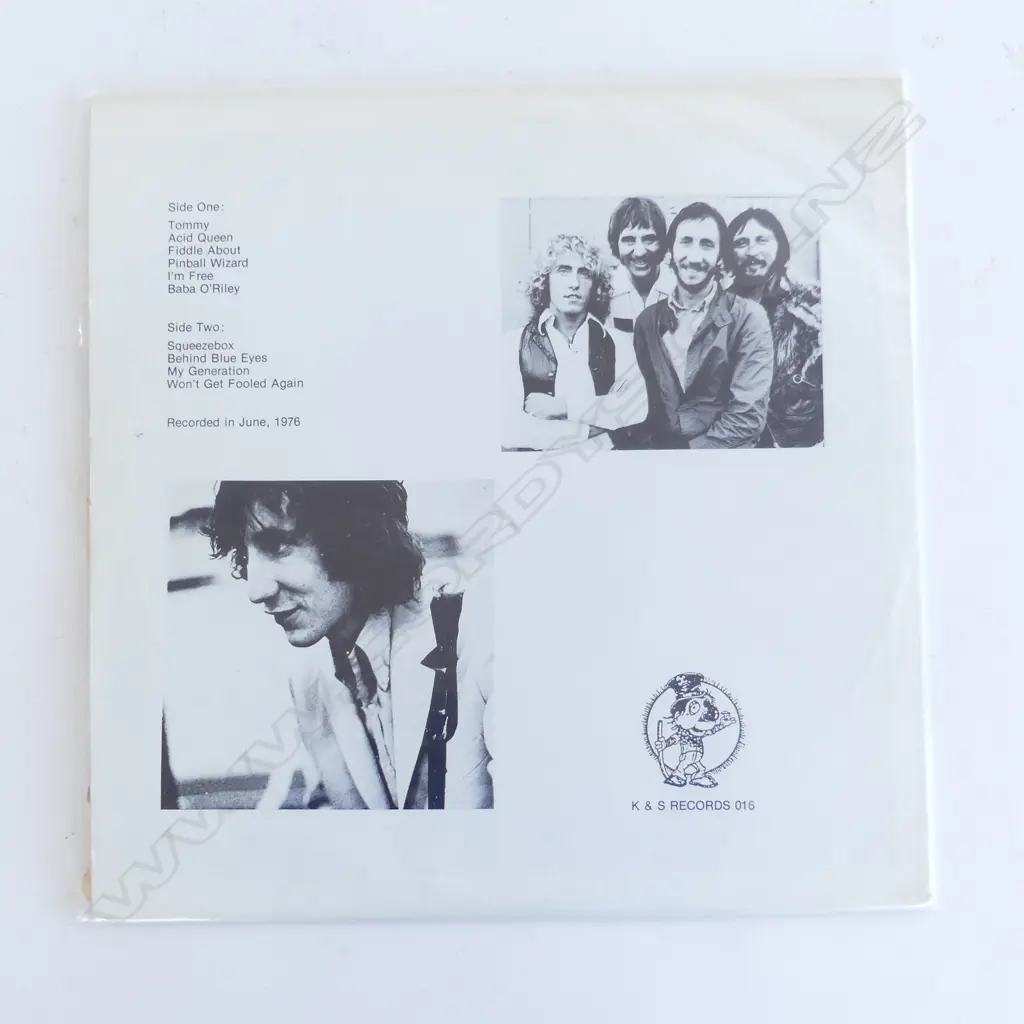 Side One:
Tommy
Acid Queen
Fiddle About
Pinball Wizard
I'm Free
Baba O'Riley
Side Two:
Squeezebox
Behind Blue Eyes
My Generation
Won't Get Fooled Again
Recorded in June, 1976
K & S RECORDS 016